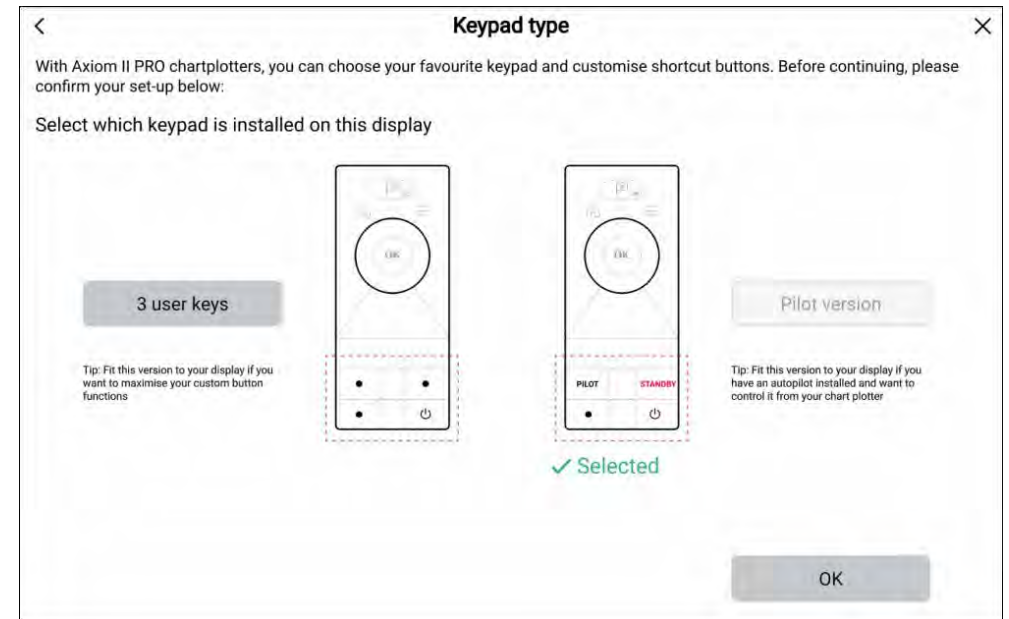 Keypad type
With Axiom II PRO chartplotters, you can choose your favourite keypad and customise shortcut buttons. Before continuing, please
confirm your set-up below:
Select which keypad is installed on this display
OK
OK
3 user keys
Pilot version
Tip: Fit this version to your display if you
want to maximise your custom button
functions
PILOT
STANDBY
Tip: Fit this version to your display if you
have an autopilot installed and want to
control it from your chart plotter
✓ Selected
OK